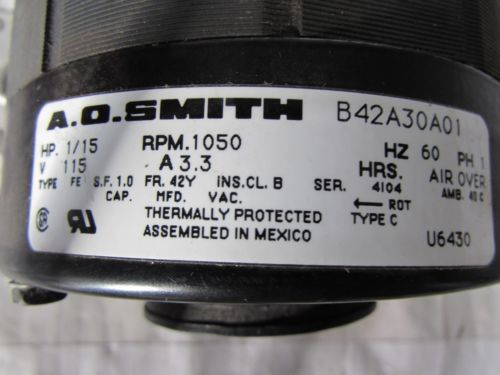 A.O.SMITH B42A30A01
HP. 1/15 RPM.1050 HZ 60 PH 1
V 115 A 3.3 HRS. AIR OVER
TYPE FE S.F. 1.0 FR. 42Y INS.CL. B SER. 4104 AMB. 40 C
CAP. MFD. VAC. ← ROT
THERMALLY PROTECTED TYPE C
ASSEMBLED IN MEXICO U6430